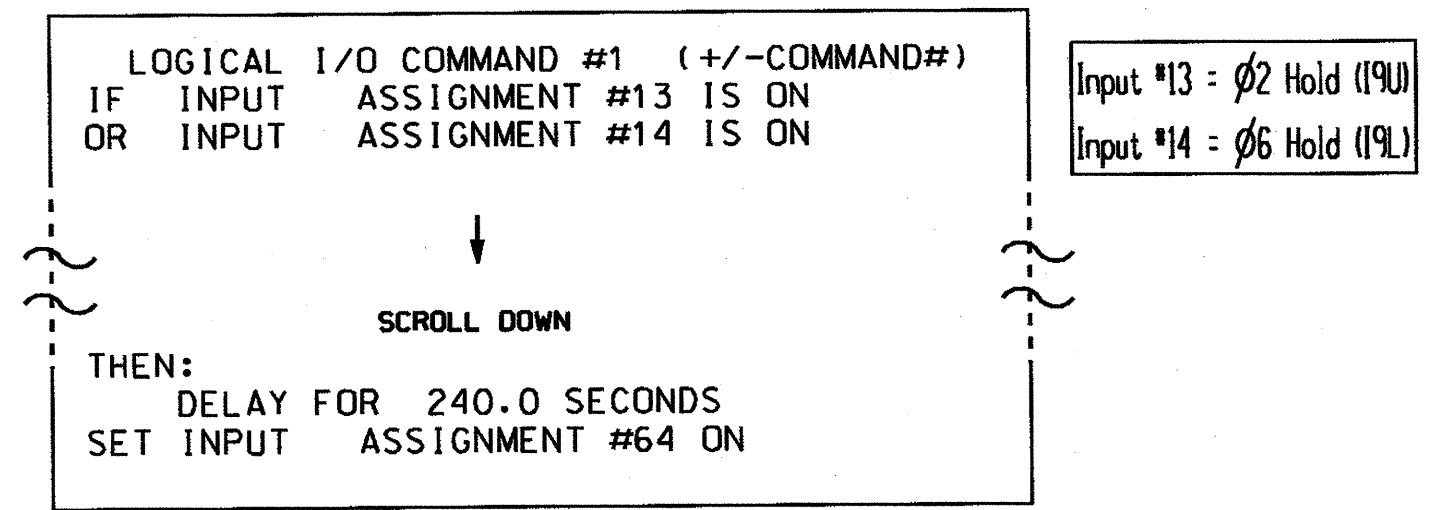 LOGICAL I/O COMMAND #1 (+/-COMMAND#)
IF INPUT ASSIGNMENT #13 IS ON
OR INPUT ASSIGNMENT #14 IS ON
SCROLL DOWN
THEN:
DELAY FOR 240.0 SECONDS
SET INPUT ASSIGNMENT #64 ON
Input #13 = Ø2 Hold (I9U)
Input #14 = Ø6 Hold (I9L)